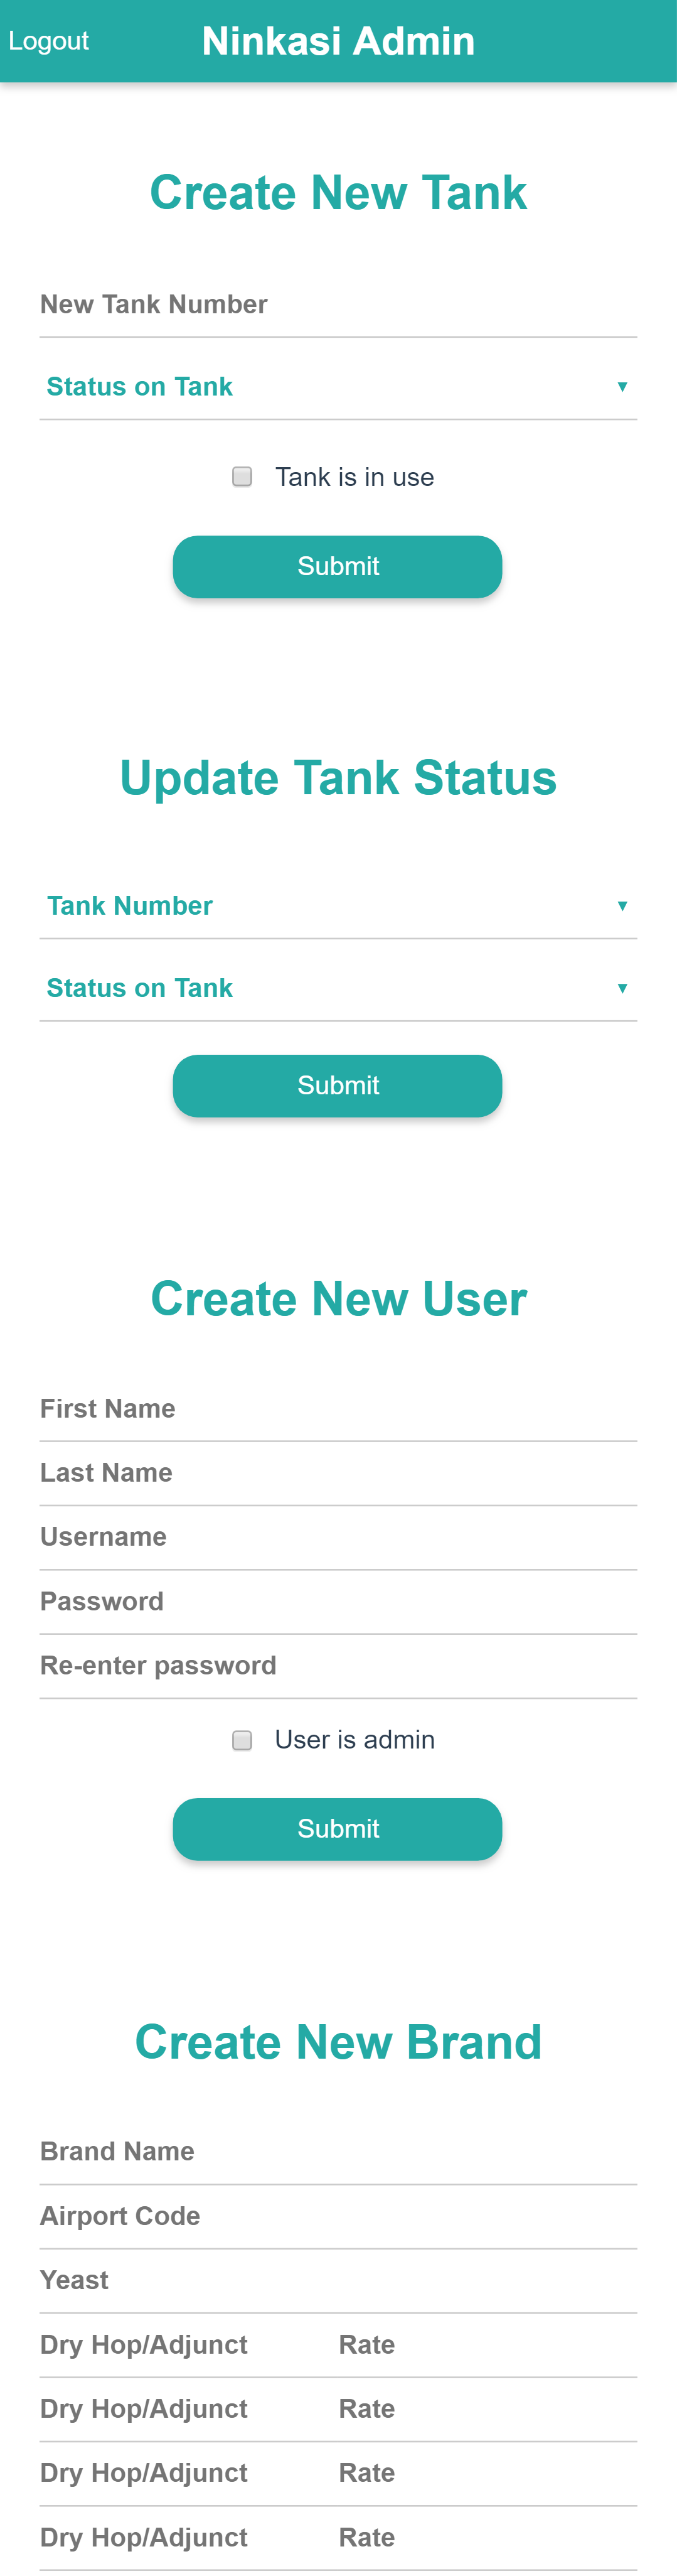 Logout Ninkasi Admin
Create New Tank
New Tank Number
Status on Tank ▼
Tank is in use
Submit
Update Tank Status
Tank Number ▼
Status on Tank ▼
Submit
Create New User
First Name
Last Name
Username
Password
Re-enter password
User is admin
Submit
Create New Brand
Brand Name
Airport Code
Yeast
Dry Hop/Adjunct Rate
Dry Hop/Adjunct Rate
Dry Hop/Adjunct Rate
Dry Hop/Adjunct Rate